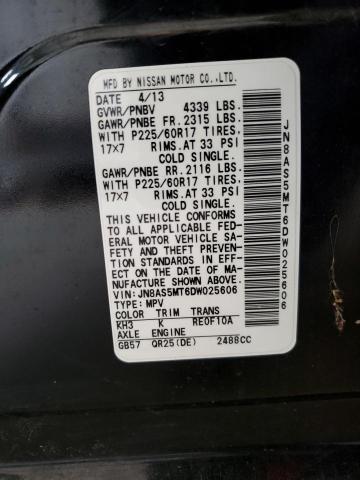 MFD BY NISSAN MOTOR CO., LTD.
DATE 4/13
GVWR/PNBV 4339 LBS.
GAWR/PNBE FR. 2315 LBS.
WITH P225/60R17 TIRES,
17X7 RIMS, AT 33 PSI
COLD SINGLE.
GAWR/PNBE RR. 2116 LBS.
WITH P225/60R17 TIRES,
17X7 RIMS, AT 33 PSI
COLD SINGLE.
THIS VEHICLE CONFORMS
TO ALL APPLICABLE FED-
ERAL MOTOR VEHICLE SAF-
ETY AND THEFT PREVEN-
TION STANDARDS IN EFF-
ECT ON THE DATE OF MA-
NUFACTURE SHOWN ABOVE.
VIN: JN8AS5MT6DW025606
TYPE: MPV
COLOR TRIM TRANS
KH3 K RE0F10A
AXLE ENGINE
GB57 QR25(DE) 2488CC
JN8AS5MT6DW025606